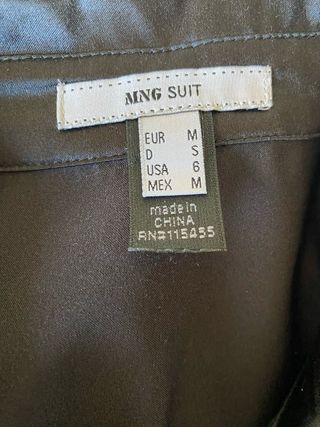 MNG SUIT
EUR M
D S
USA 6
MEX M
made in
CHINA
RN#115455